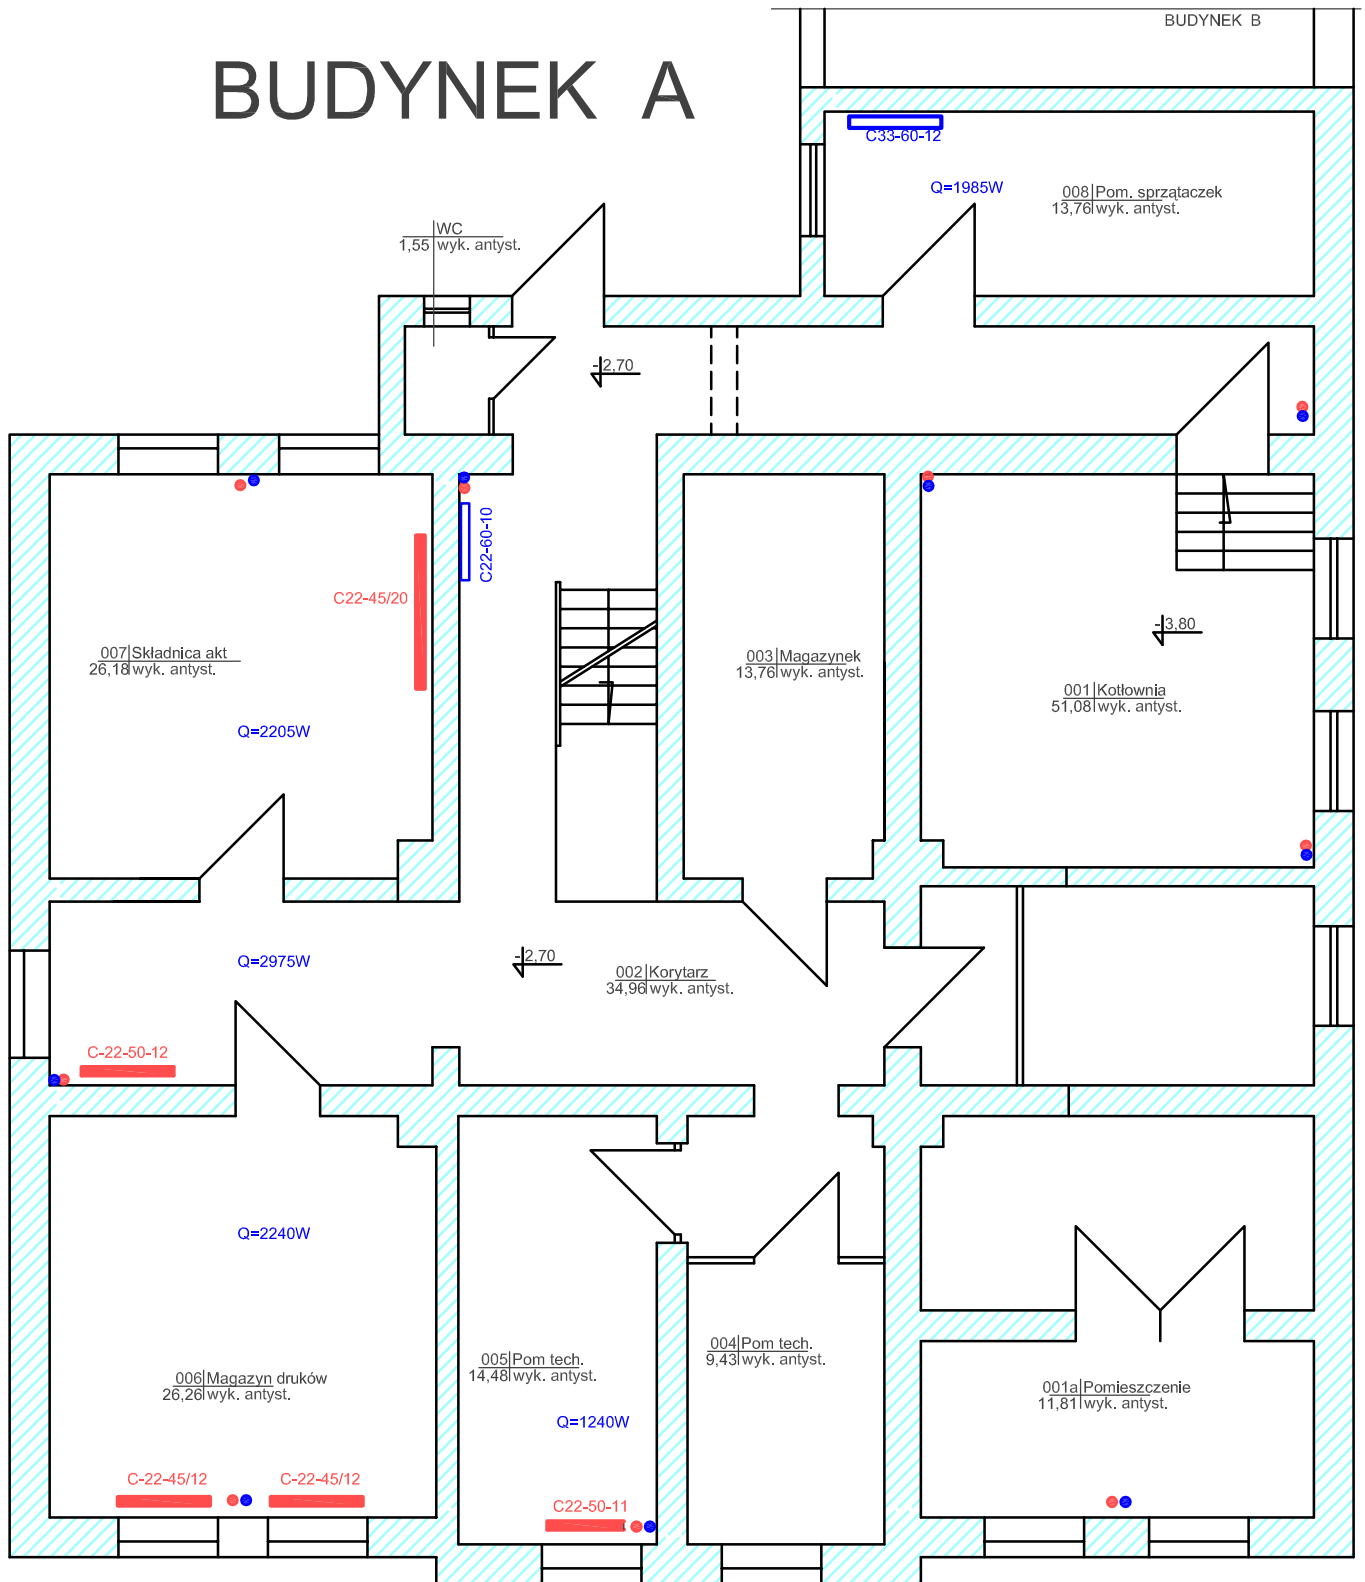 BUDYNEK B
BUDYNEK A
C33-60-12
Q=1985W
008 Pom. sprzątaczek
13,76 wyk. antyst.
WC
1,55 wyk. antyst.
-2,70
C22-60-10
C22-45/20
007 Składnica akt
26,18 wyk. antyst.
Q=2205W
003 Magazynek
13,76 wyk. antyst.
-3,80
001 Kotłownia
51,08 wyk. antyst.
Q=2975W
-2,70
002 Korytarz
34,96 wyk. antyst.
C-22-50-12
Q=2240W
006 Magazyn druków
26,26 wyk. antyst.
005 Pom tech.
14,48 wyk. antyst.
004 Pom tech.
9,43 wyk. antyst.
001a Pomieszczenie
11,81 wyk. antyst.
Q=1240W
C-22-45/12
C-22-45/12
C22-50-11